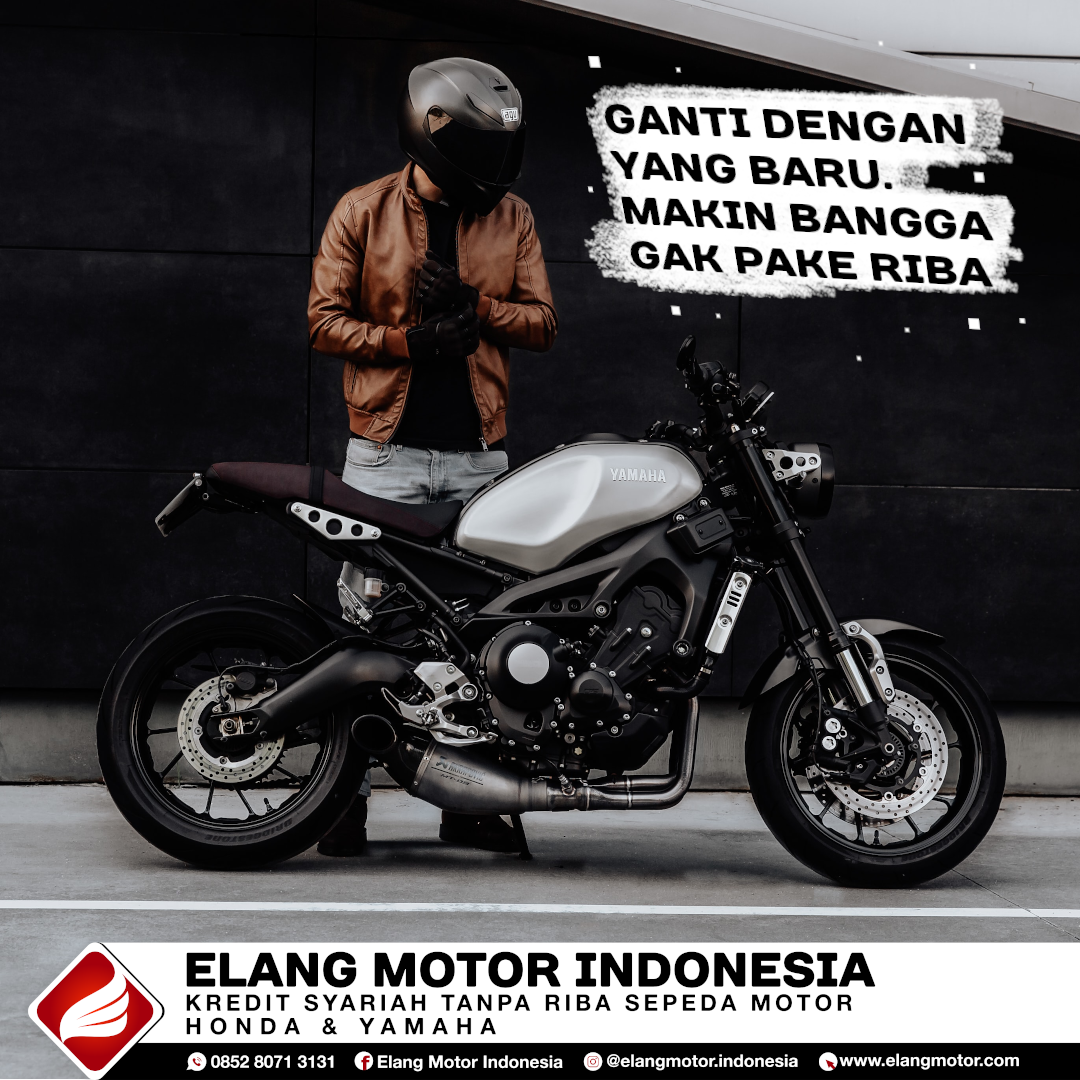 GANTI DENGAN
YANG BARU.
MAKIN BANGGA
GAK PAKE RIBA
YAMAHA
BRIDGESTONE
ELANG MOTOR INDONESIA
KREDIT SYARIAH TANPA RIBA SEPEDA MOTOR
HONDA & YAMAHA
0852 8071 3131
Elang Motor Indonesia
@elangmotor.indonesia
www.elangmotor.com